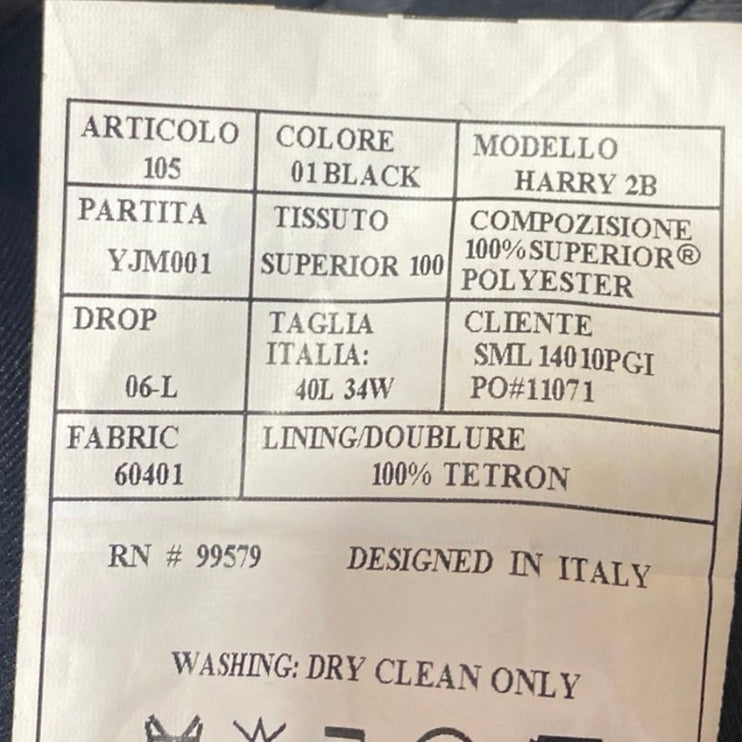 ARTICOLO
105
COLORE
01 BLACK
MODELLO
HARRY 2B
PARTITA
YJM001
TISSUTO
SUPERIOR 100
COMPOZISIONE
100% SUPERIOR®
POLYESTER
DROP
06-L
TAGLIA
ITALIA:
40L 34W
CLIENTE
SML 14010PGI
PO#11071
FABRIC
60401
LINING/DOUBLURE
100% TETRON
RN # 99579
DESIGNED IN ITALY
WASHING: DRY CLEAN ONLY